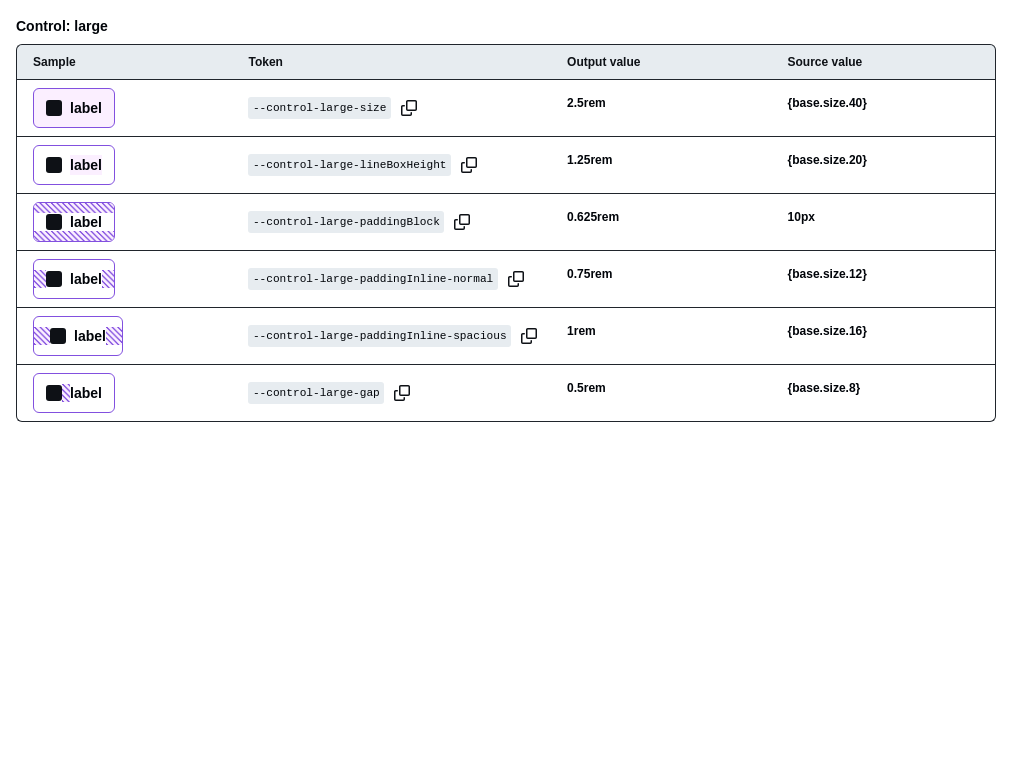 Control: large
Sample Token Output value Source value
label --control-large-size 2.5rem {base.size.40}
label --control-large-lineBoxHeight 1.25rem {base.size.20}
label --control-large-paddingBlock 0.625rem 10px
label --control-large-paddingInline-normal 0.75rem {base.size.12}
label --control-large-paddingInline-spacious 1rem {base.size.16}
label --control-large-gap 0.5rem {base.size.8}